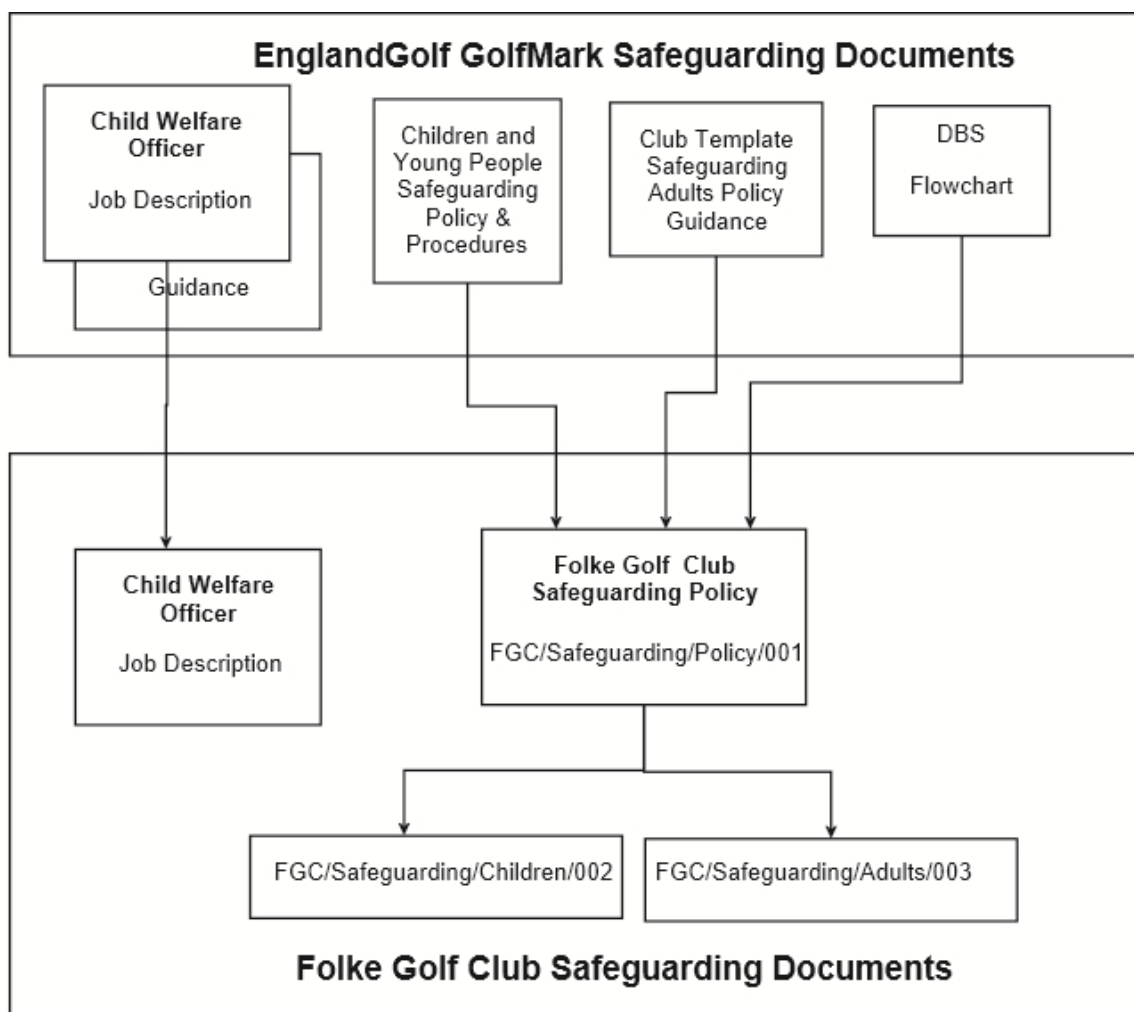 EnglandGolf GolfMark Safeguarding Documents
Child Welfare
Officer
Job Description
Guidance
Children and
Young People
Safeguarding
Policy &
Procedures
Club Template
Safeguarding
Adults Policy
Guidance
DBS
Flowchart
Child Welfare
Officer
Job Description
Folke Golf Club
Safeguarding Policy
FGC/Safeguarding/Policy/001
FGC/Safeguarding/Children/002
FGC/Safeguarding/Adults/003
Folke Golf Club Safeguarding Documents